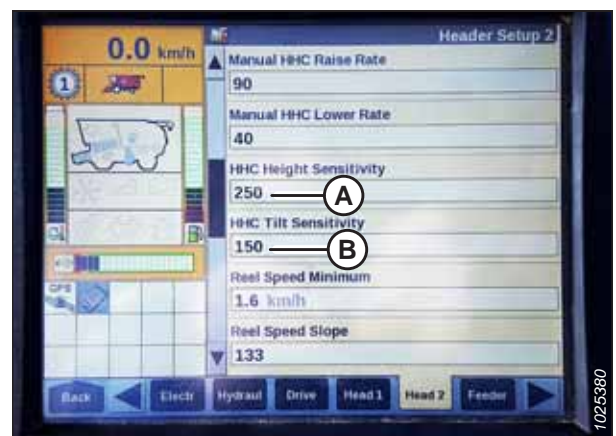 0.0 km/h
Header Setup 2
1
Manual HHC Raise Rate
90
Manual HHC Lower Rate
40
HHC Height Sensitivity
250
A
HHC Tilt Sensitivity
150
B
Reel Speed Minimum
1.6 km/h
GPS
Reel Speed Slope
133
Back
Electr
Hydraul
Drive
Head 1
Head 2
Feeder
1025380